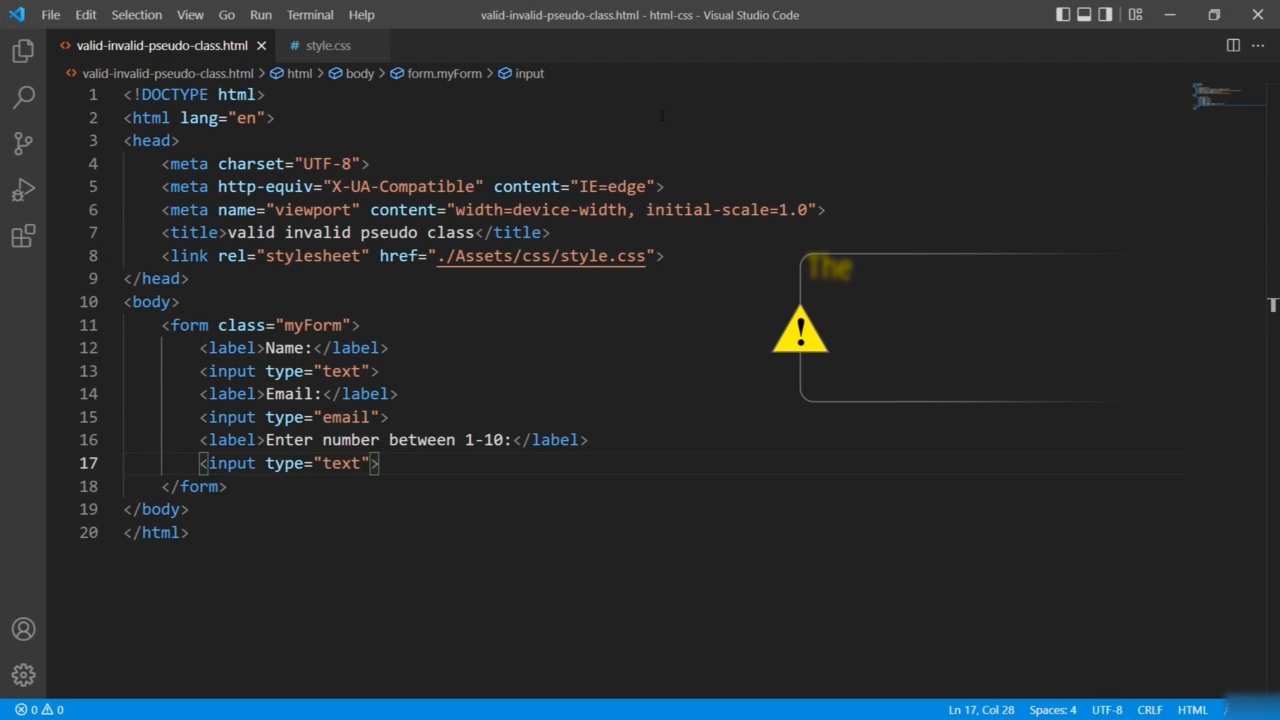 File Edit Selection View Go Run Terminal Help
valid-invalid-pseudo-class.html - html-css - Visual Studio Code
valid-invalid-pseudo-class.html
# style.css
valid-invalid-pseudo-class.html > html > body > form.myForm > input
1 <!DOCTYPE html>
2 <html lang="en">
3 <head>
4 <meta charset="UTF-8">
5 <meta http-equiv="X-UA-Compatible" content="IE=edge">
6 <meta name="viewport" content="width=device-width, initial-scale=1.0">
7 <title>valid invalid pseudo class</title>
8 <link rel="stylesheet" href="./Assets/css/style.css">
9 </head>
10 <body>
11 <form class="myForm">
12 <label>Name:</label>
13 <input type="text">
14 <label>Email:</label>
15 <input type="email">
16 <label>Enter number between 1-10:</label>
17 <input type="text">
18 </form>
19 </body>
20 </html>
The
!
T
0 0
Ln 17, Col 28 Spaces: 4 UTF-8 CRLF HTML